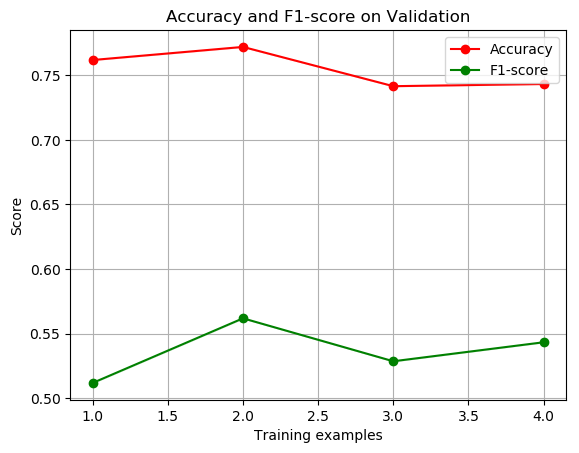 Accuracy and F1-score on Validation
Accuracy
F1-score
Score
0.75
0.70
0.65
0.60
0.55
0.50
1.0 1.5 2.0 2.5 3.0 3.5 4.0
Training examples